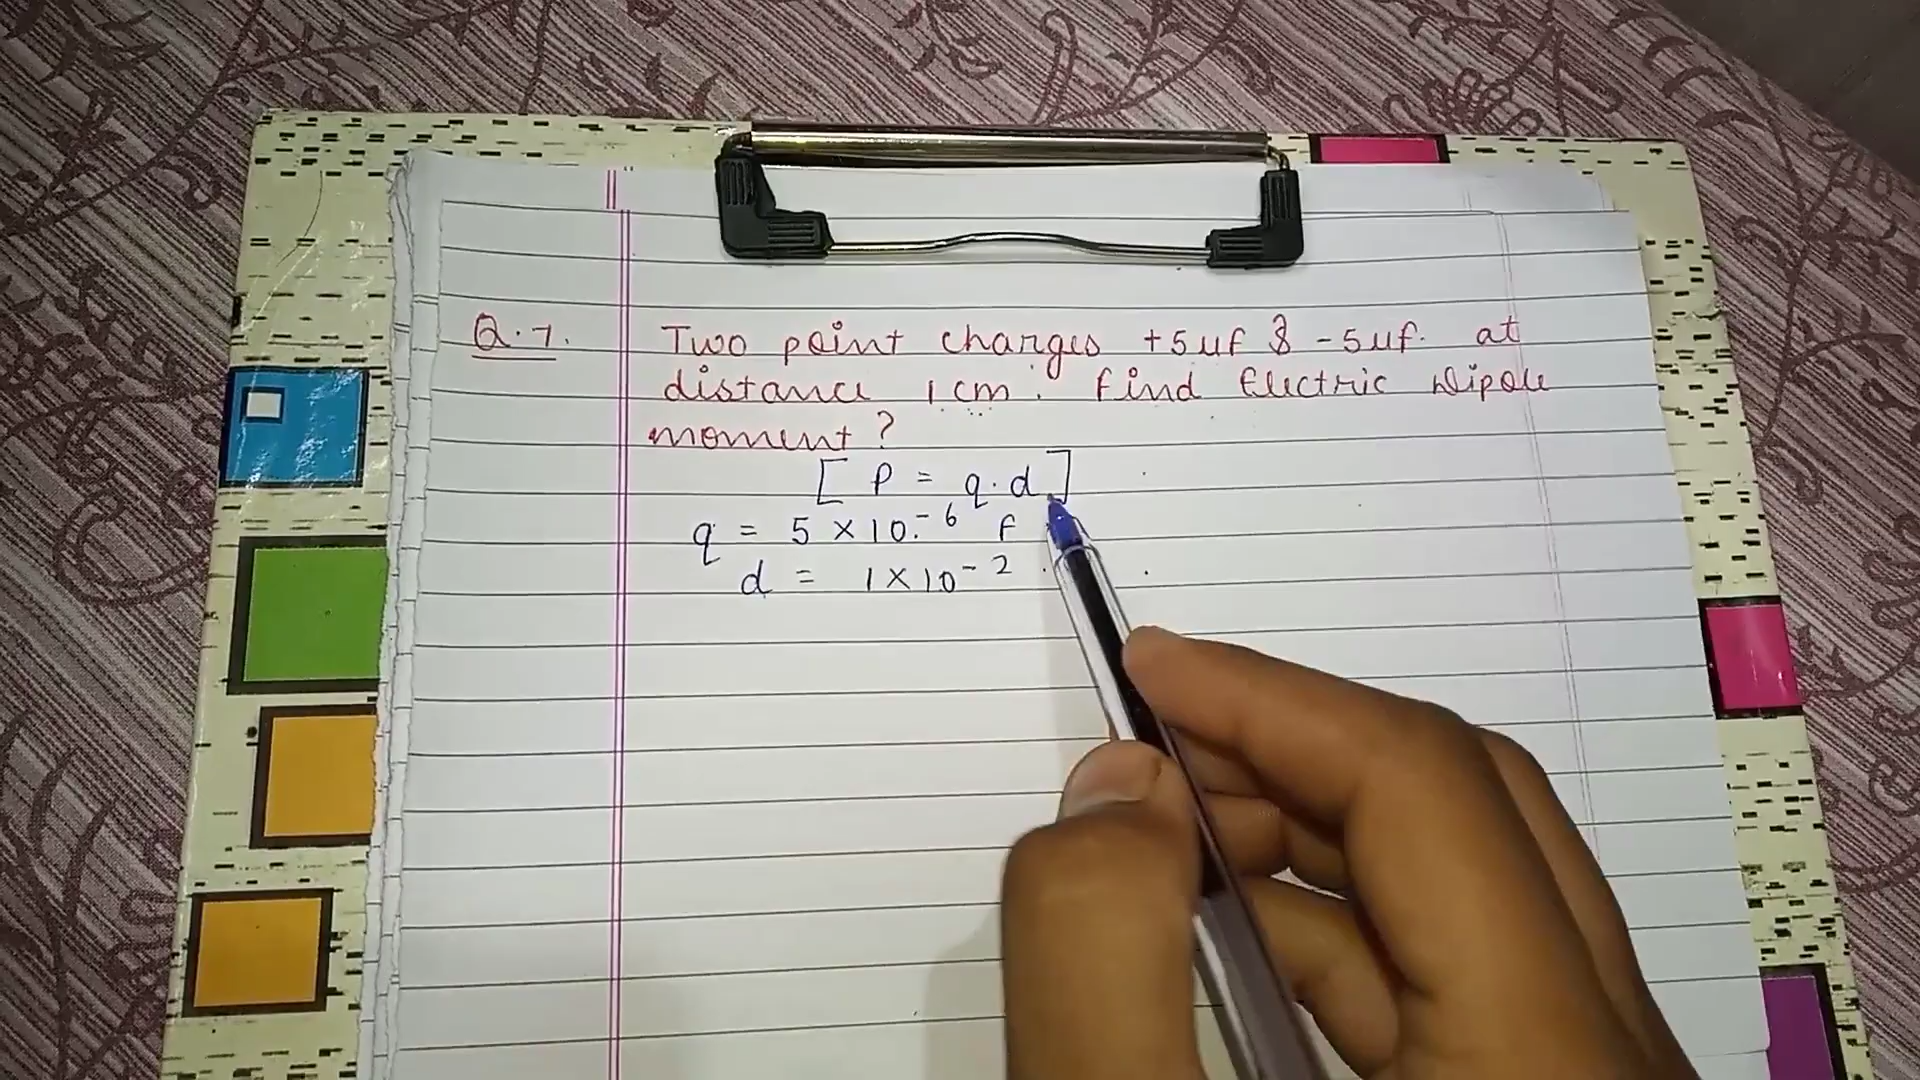 Q.7. Two point charges +5uf & -5uf. at
distance 1cm. find Electric Dipole
moment?
[ P = q.d ]
q = 5 × 10.⁻⁶ f
d = 1 × 10⁻²